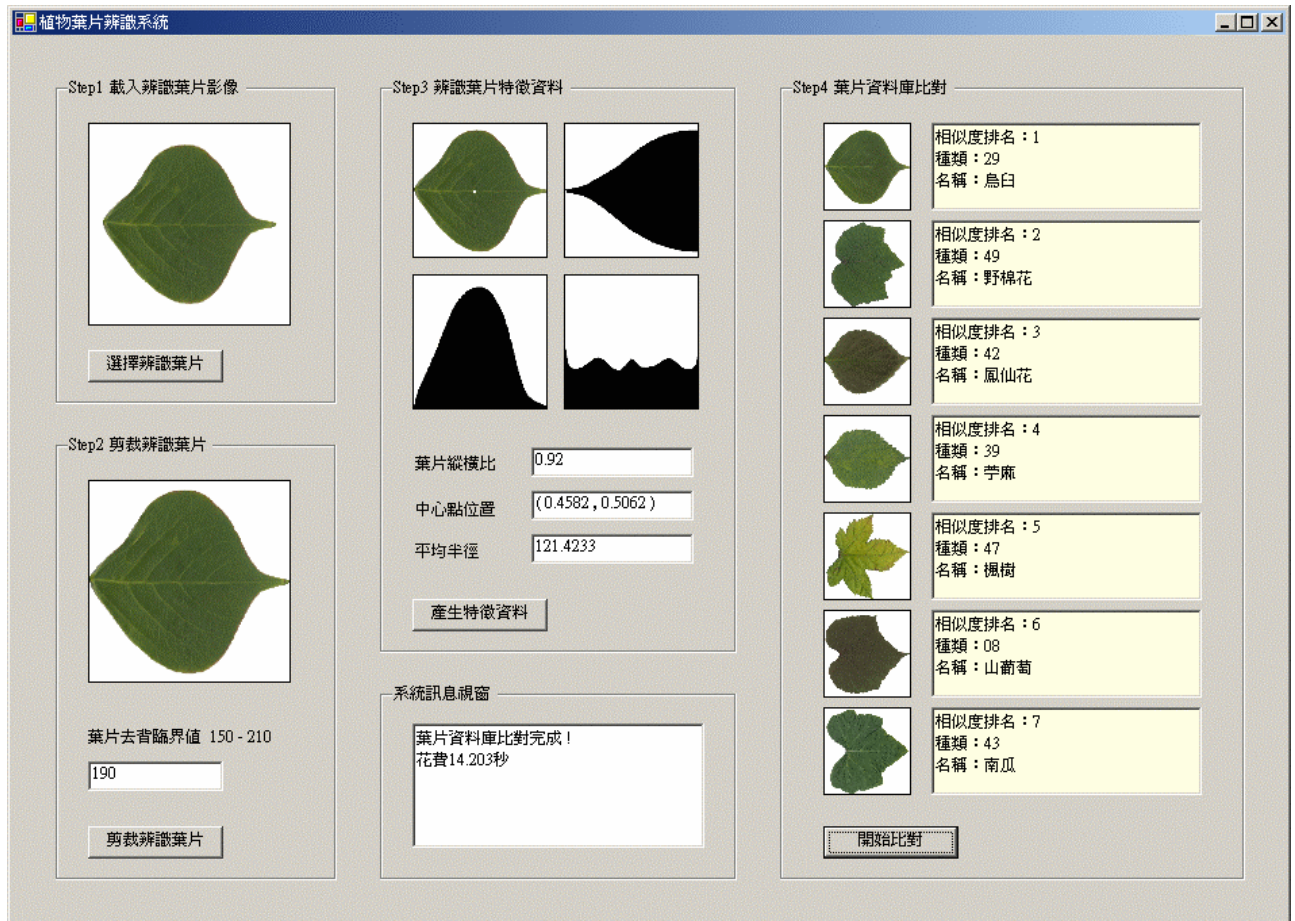 植物葉片辨識系統
Step1 載入辨識葉片影像
選擇辨識葉片
Step2 剪裁辨識葉片
葉片去背臨界值 150 - 210
190
剪裁辨識葉片
Step3 辨識葉片特徵資料
葉片縱橫比
0.92
中心點位置
(0.4582,0.5062)
平均半徑
121.4233
產生特徵資料
系統訊息視窗
葉片資料庫比對完成！
花費14.203秒
Step4 葉片資料庫比對
相似度排名：1
種類：29
名稱：烏臼
相似度排名：2
種類：49
名稱：野棉花
相似度排名：3
種類：42
名稱：鳳仙花
相似度排名：4
種類：39
名稱：苧麻
相似度排名：5
種類：47
名稱：楓樹
相似度排名：6
種類：08
名稱：山葡萄
相似度排名：7
種類：43
名稱：南瓜
開始比對